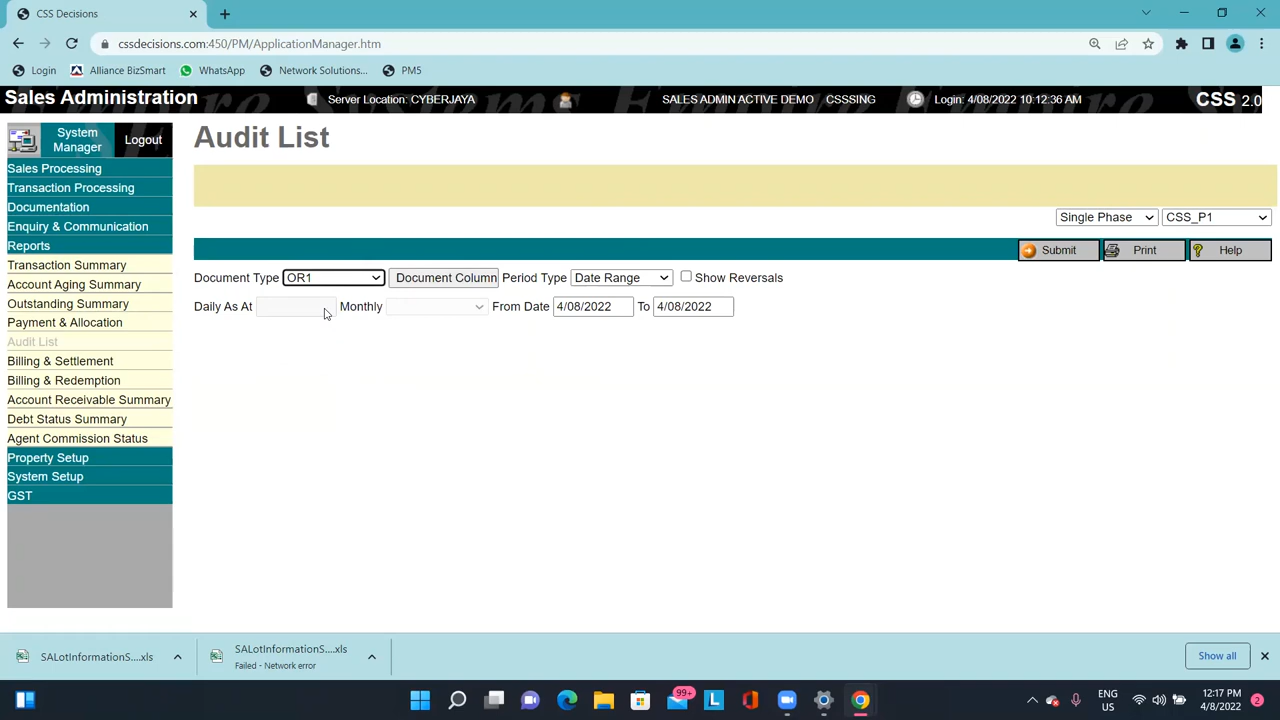 CSS Decisions
cssdecisions.com:450/PM/ApplicationManager.htm
Login
Alliance BizSmart
WhatsApp
Network Solutions...
PM5
Sales Administration
Server Location: CYBERJAYA
SALES ADMIN ACTIVE DEMO CSSSING
Login: 4/08/2022 10:12:36 AM
CSS 2.0
System Manager
Logout
Audit List
Sales Processing
Transaction Processing
Documentation
Enquiry & Communication
Reports
Transaction Summary
Account Aging Summary
Outstanding Summary
Payment & Allocation
Audit List
Billing & Settlement
Billing & Redemption
Account Receivable Summary
Debt Status Summary
Agent Commission Status
Property Setup
System Setup
GST
Single Phase
CSS_P1
Submit
Print
Help
Document Type OR1 Document Column Period Type Date Range Show Reversals
Daily As At Monthly From Date 4/08/2022 To 4/08/2022
SALotInformationS....xls
SALotInformationS....xls
Failed - Network error
Show all
99+
ENG
US
12:17 PM
4/8/2022
2